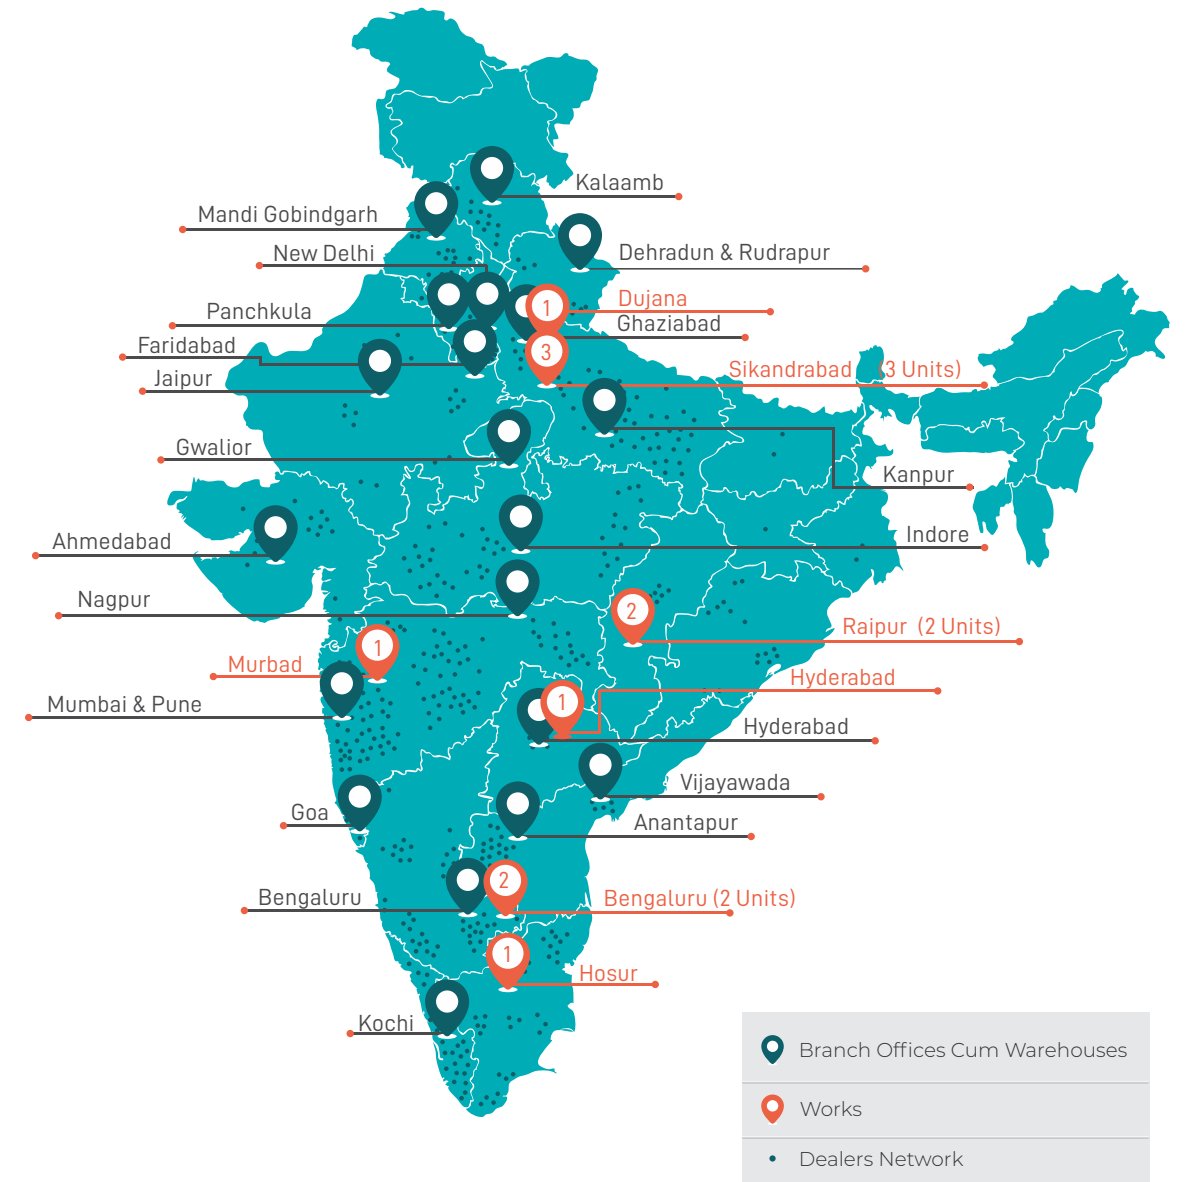 Kalaamb
Mandi Gobindgarh
New Delhi
Dehradun & Rudrapur
Panchkula
1
Dujana
Ghaziabad
Faridabad
3
Sikandrabad (3 Units)
Jaipur
Gwalior
Kanpur
Ahmedabad
Indore
Nagpur
2
Raipur (2 Units)
Murbad
1
Hyderabad
Mumbai & Pune
1
Hyderabad
Vijayawada
Goa
Anantapur
Bengaluru
2
Bengaluru (2 Units)
1
Hosur
Kochi
Branch Offices Cum Warehouses
Works
Dealers Network